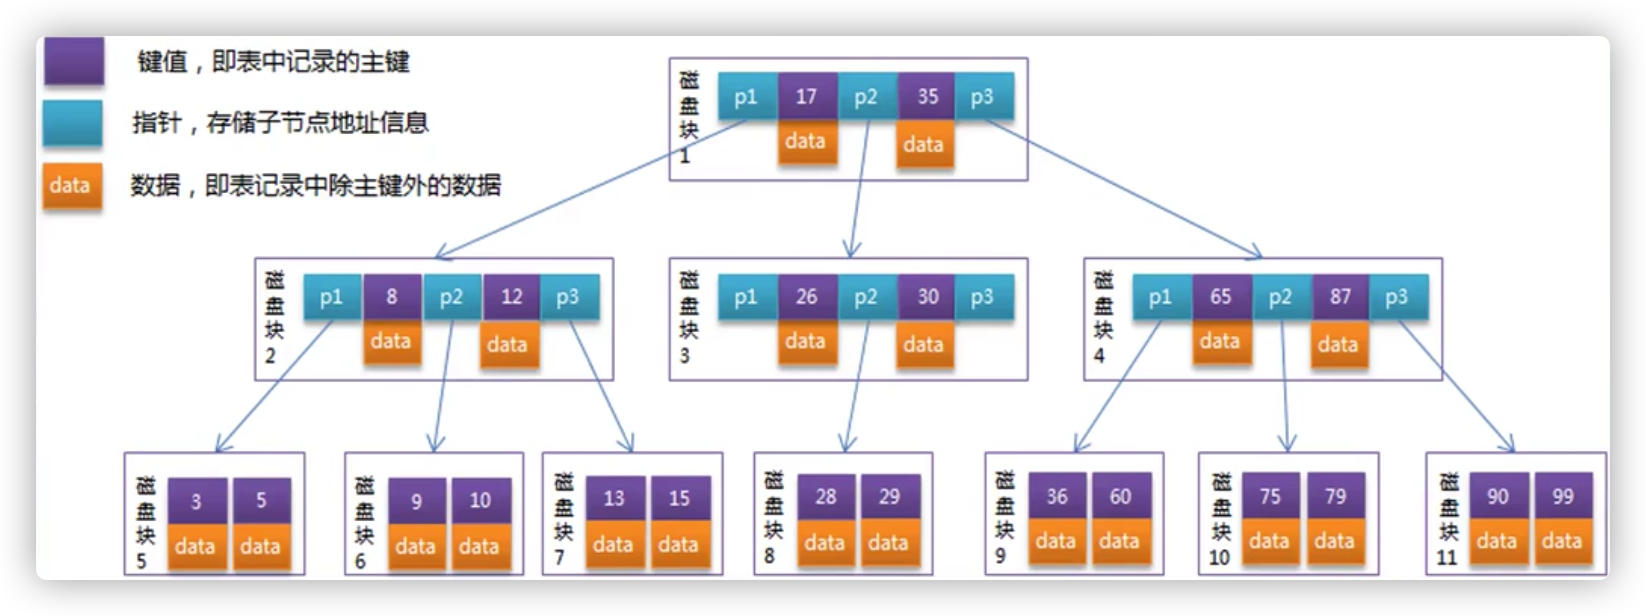 键值，即表中记录的主键
指针，存储子节点地址信息
data 数据，即表记录中除主键外的数据
磁盘块1
p1 17 p2 35 p3
data data
磁盘块2
p1 8 p2 12 p3
data data
磁盘块3
p1 26 p2 30 p3
data data
磁盘块4
p1 65 p2 87 p3
data data
磁盘块5
3 5
data data
磁盘块6
9 10
data data
磁盘块7
13 15
data data
磁盘块8
28 29
data data
磁盘块9
36 60
data data
磁盘块10
75 79
data data
磁盘块11
90 99
data data